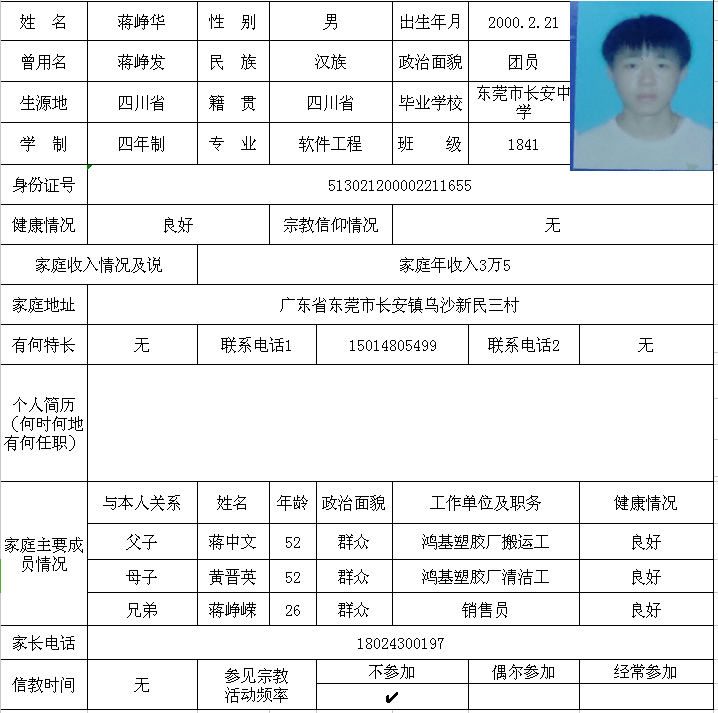 姓 名 蒋峥华 性 别 男 出生年月 2000.2.21
曾用名 蒋峥发 民 族 汉族 政治面貌 团员
生源地 四川省 籍 贯 四川省 毕业学校 东莞市长安中
学
学 制 四年制 专 业 软件工程 班 级 1841
身份证号 513021200002211655
健康情况 良好 宗教信仰情况 无
家庭收入情况及说 家庭年收入3万5
家庭地址 广东省东莞市长安镇乌沙新民三村
有何特长 无 联系电话1 15014805499 联系电话2 无
个人简历
（何时何地
有何任职）
家庭主要成
员情况
与本人关系 姓名 年龄 政治面貌 工作单位及职务 健康情况
父子 蒋中文 52 群众 鸿基塑胶厂搬运工 良好
母子 黄晋英 52 群众 鸿基塑胶厂清洁工 良好
兄弟 蒋峥嵘 26 群众 销售员 良好
家长电话 18024300197
信教时间 无 参见宗教
活动频率
不参加 偶尔参加 经常参加
✔